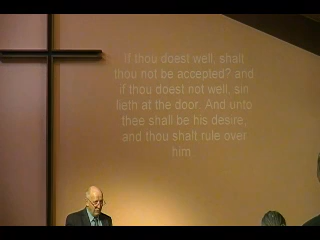 If thou doest well, shalt
thou not be accepted? and
if thou doest not well, sin
lieth at the door. And unto
thee shall be his desire,
and thou shalt rule over
him